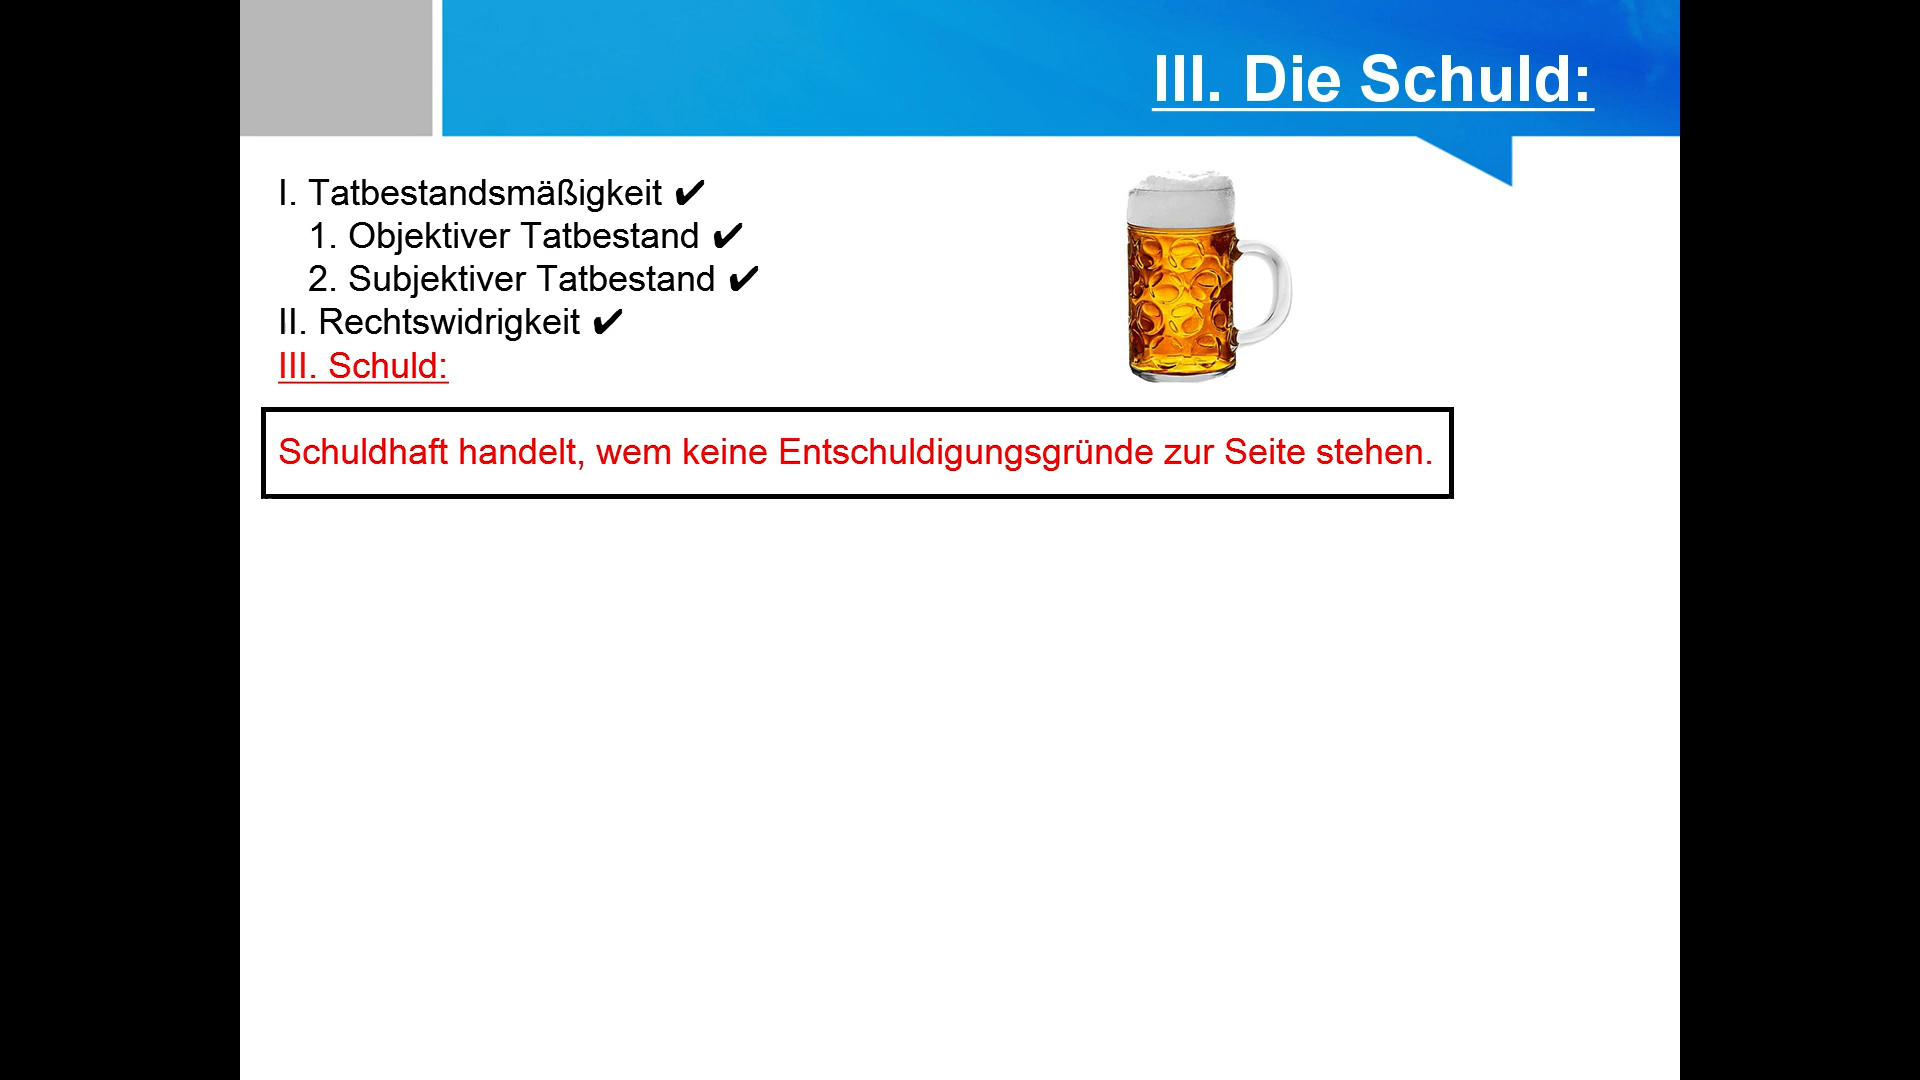 III. Die Schuld:
I. Tatbestandsmäßigkeit ✔
1. Objektiver Tatbestand ✔
2. Subjektiver Tatbestand ✔
II. Rechtswidrigkeit ✔
III. Schuld:
Schuldhaft handelt, wem keine Entschuldigungsgründe zur Seite stehen.